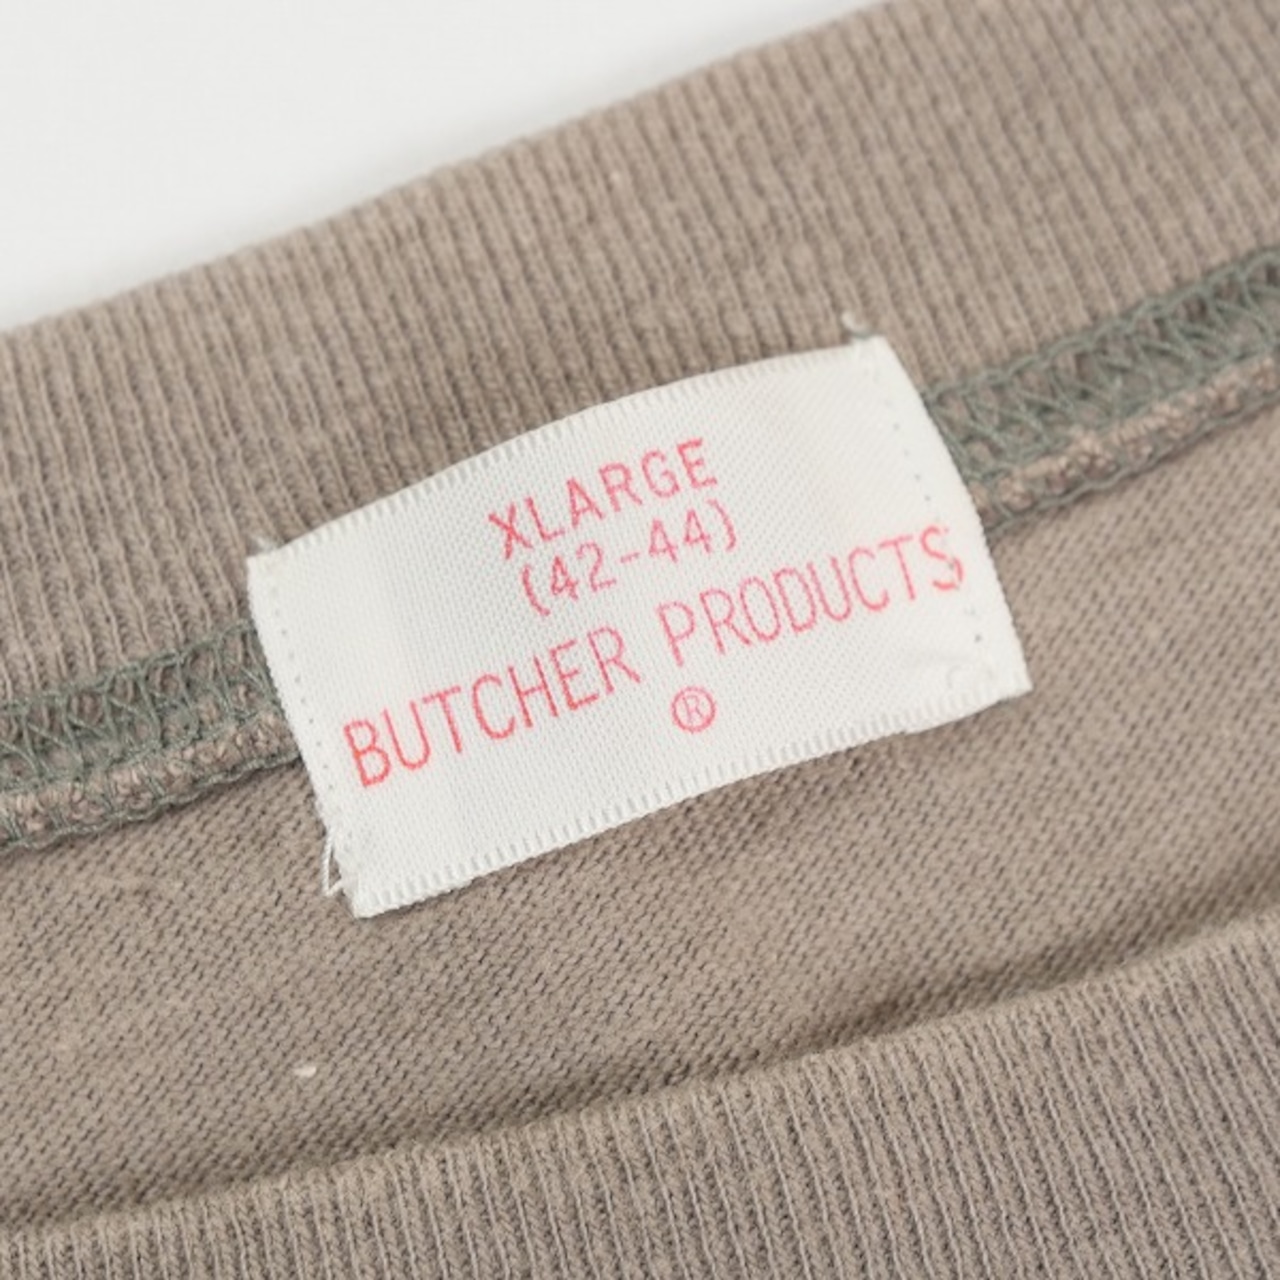 XLARGE
(42-44)
BUTCHER PRODUCTS
®